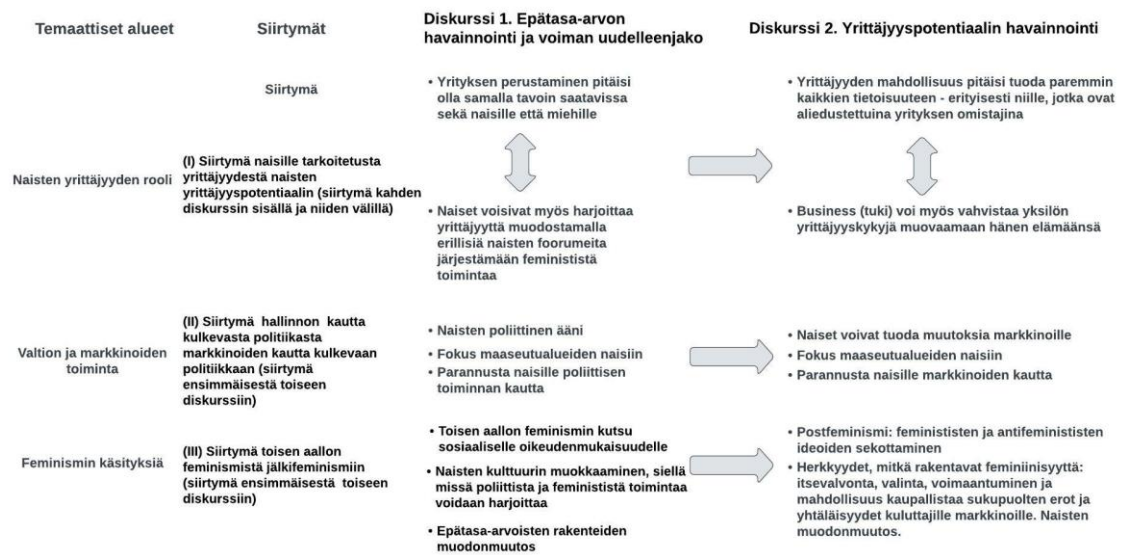 Temaattiset alueet
Siirtymät
Diskurssi 1. Epätasa-arvon
havainnointi ja voiman uudelleenjako
Diskurssi 2. Yrittäjyyspotentiaalin havainnointi
Siirtymä
• Yrityksen perustaminen pitäisi
olla samalla tavoin saatavissa
sekä naisille että miehille
• Yrittäjyyden mahdollisuus pitäisi tuoda paremmin
kaikkien tietoisuuteen - erityisesti niille, jotka ovat
aliedustettuina yrityksen omistajina
Naisten yrittäjyyden rooli
(I) Siirtymä naisille tarkoitetusta
yrittäjyydestä naisten
yrittäjyyspotentiaalin (siirtymä kahden
diskurssin sisällä ja niiden välillä)
• Naiset voisivat myös harjoittaa
yrittäjyyttä muodostamalla
erillisiä naisten foorumeita
järjestämään feminististä
toimintaa
• Business (tuki) voi myös vahvistaa yksilön
yrittäjyyskykyjä muovaamaan hänen elämäänsä
Valtion ja markkinoiden
toiminta
(II) Siirtymä hallinnon kautta
kulkevasta politiikasta
markkinoiden kautta kulkevaan
politiikkaan (siirtymä
ensimmäisestä toiseen
diskurssiin)
• Naisten poliittinen ääni
• Fokus maaseutualueiden naisiin
• Parannusta naisille poliittisen
toiminnan kautta
• Naiset voivat tuoda muutoksia markkinoille
• Fokus maaseutualueiden naisiin
• Parannusta naisille markkinoiden kautta
Feminismin käsityksiä
(III) Siirtymä toisen aallon
feminismistä jälkifeminismiin
(siirtymä ensimmäisestä toiseen
diskurssiin)
• Toisen aallon feminismin kutsu
sosiaaliselle oikeudenmukaisuudelle
• Naisten kulttuurin muokkaaminen, siellä
missä poliittista ja feminististä toimintaa
voidaan harjoittaa
• Epätasa-arvoisten rakenteiden
muodonmuutos
• Postfeminismi: feminististen ja antifeminististen
ideoiden sekottaminen
• Herkkyydet, mitkä rakentavat feminiinisyyttä:
itsevalvonta, valinta, voimaantuminen ja
mahdollisuus kaupallistaa sukupuolten erot ja
yhtäläisyydet kuluttajille markkinoille. Naisten
muodonmuutos.